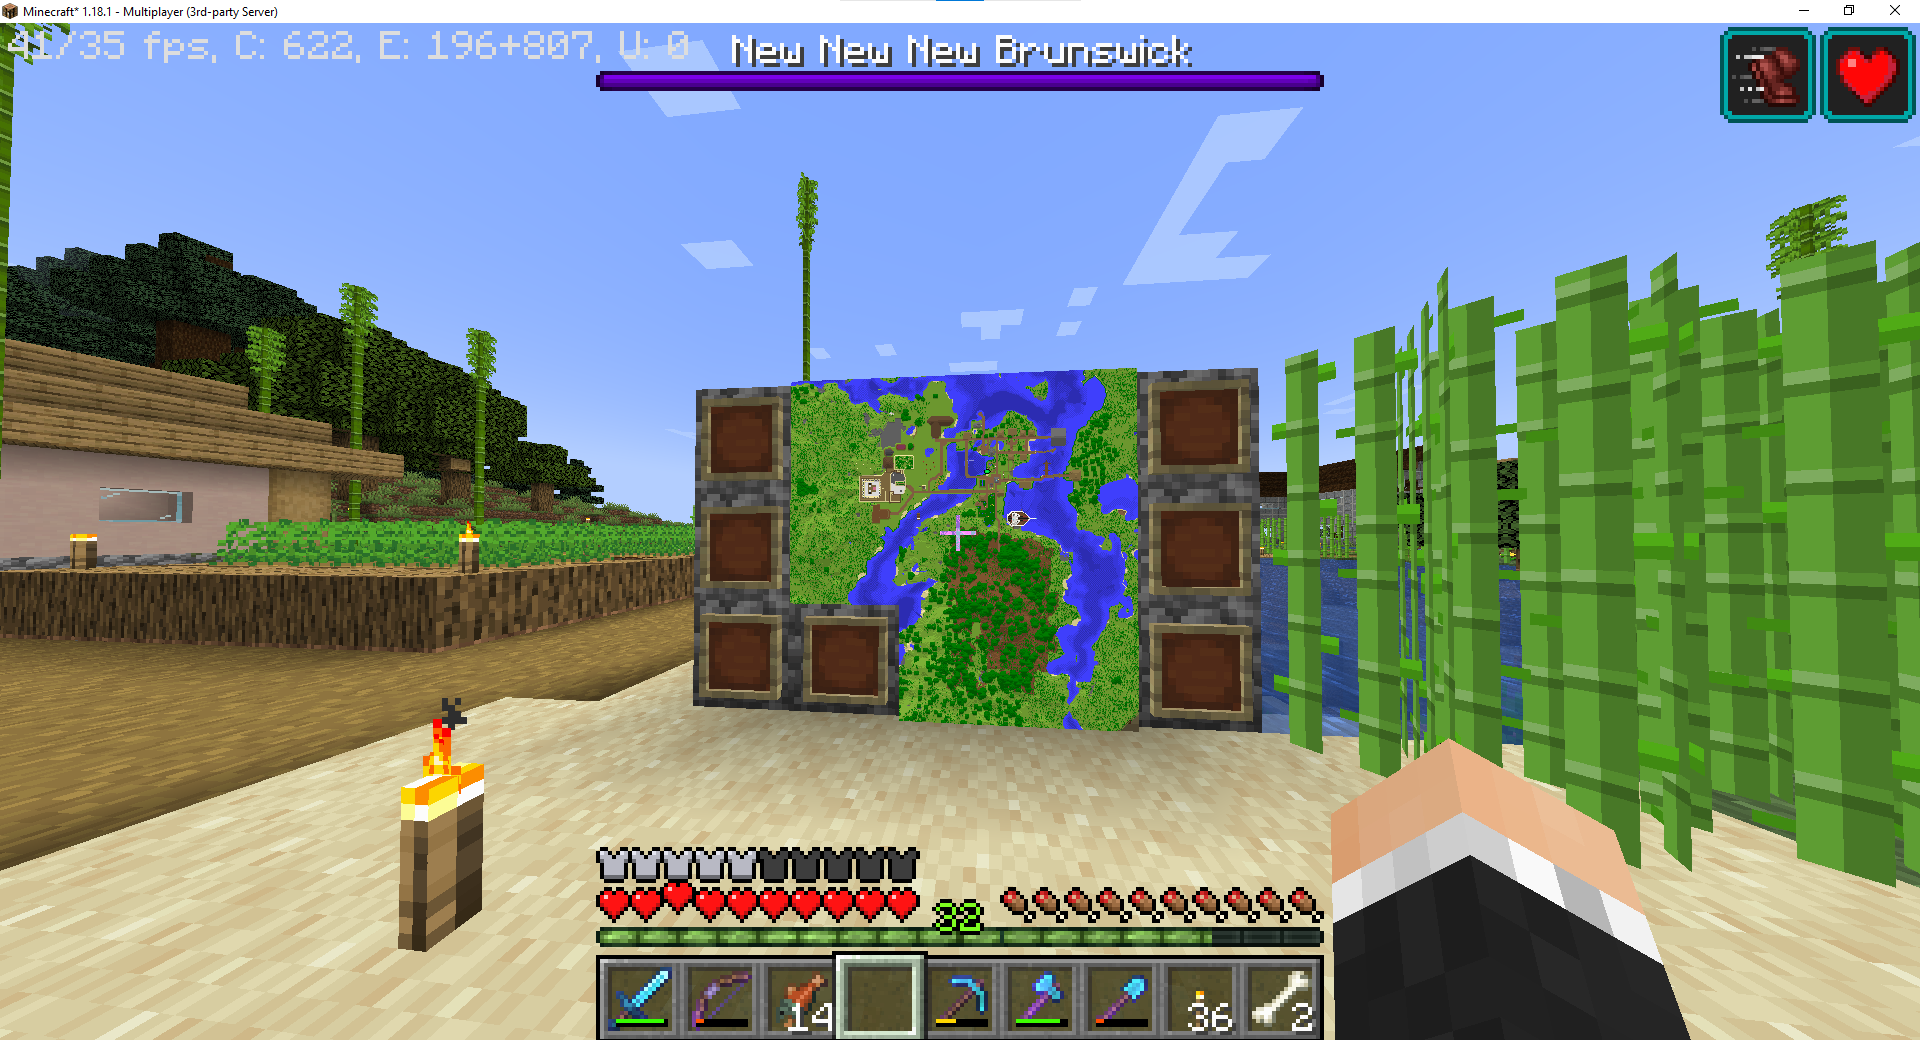 Minecraft* 1.18.1 - Multiplayer (3rd-party Server)
41/35 fps, C: 622, E: 196+807, U: 0
New New New Brunswick
32
14
36
2